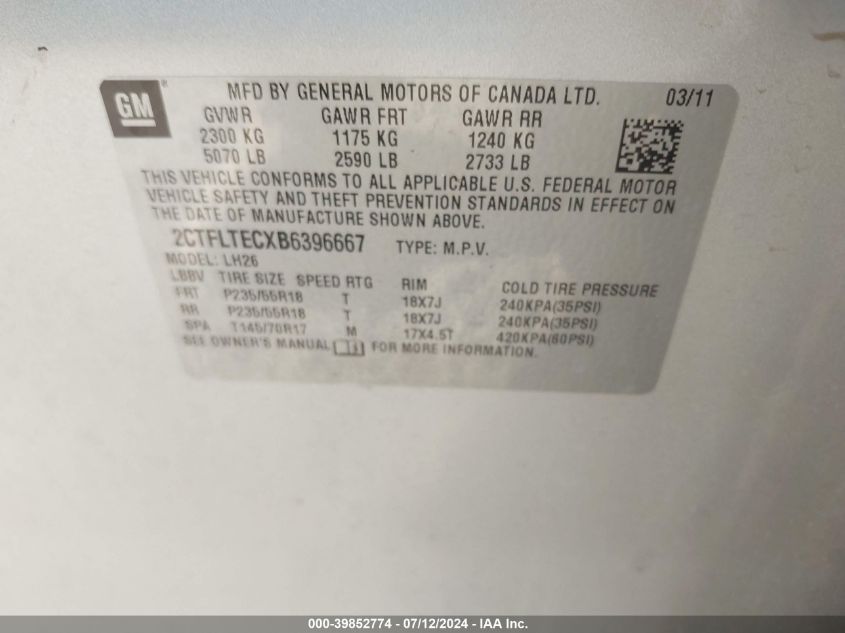 GM ®
MFD BY GENERAL MOTORS OF CANADA LTD. 03/11
GVWR GAWR FRT GAWR RR
2300 KG 1175 KG 1240 KG
5070 LB 2590 LB 2733 LB
THIS VEHICLE CONFORMS TO ALL APPLICABLE U.S. FEDERAL MOTOR
VEHICLE SAFETY AND THEFT PREVENTION STANDARDS IN EFFECT ON
THE DATE OF MANUFACTURE SHOWN ABOVE.
2CTFLTECXB6396667 TYPE: M.P.V.
MODEL: LH26
LBBV TIRE SIZE SPEED RTG RIM COLD TIRE PRESSURE
FRT P235/55R18 T 18X7J 240KPA(35PSI)
RR P235/55R18 T 18X7J 240KPA(35PSI)
SPA T145/70R17 M 17X4.5T 420KPA(60PSI)
SEE OWNER'S MANUAL FOR MORE INFORMATION.
000-39852774 - 07/12/2024 - IAA Inc.